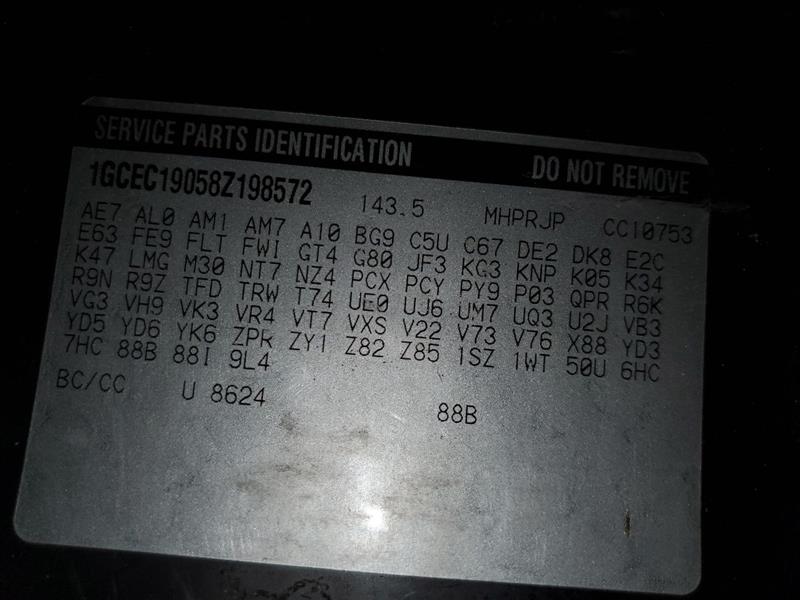 SERVICE PARTS IDENTIFICATION DO NOT REMOVE
1GCEC19058Z198572 143.5 MHPRJP CC10753
AE7 AL0 AM1 AM7 A10 BG9 C5U C67 DE2 DK8 E2C
E63 FE9 FLT FWI GT4 G80 JF3 KG3 KNP K05 K34
K47 LMG M30 NT7 NZ4 PCX PCY PY9 P03 QPR R6K
R9N R9Z TFD TRW T74 UE0 UJ6 UM7 UQ3 U2J VB3
VG3 VH9 VK3 VR4 VT7 VXS V22 V73 V76 X88 YD3
YD5 YD6 YK6 ZPR ZY1 Z82 Z85 1SZ 1WT 50U 6HC
7HC 88B 88I 9L4
BC/CC U 8624 88B